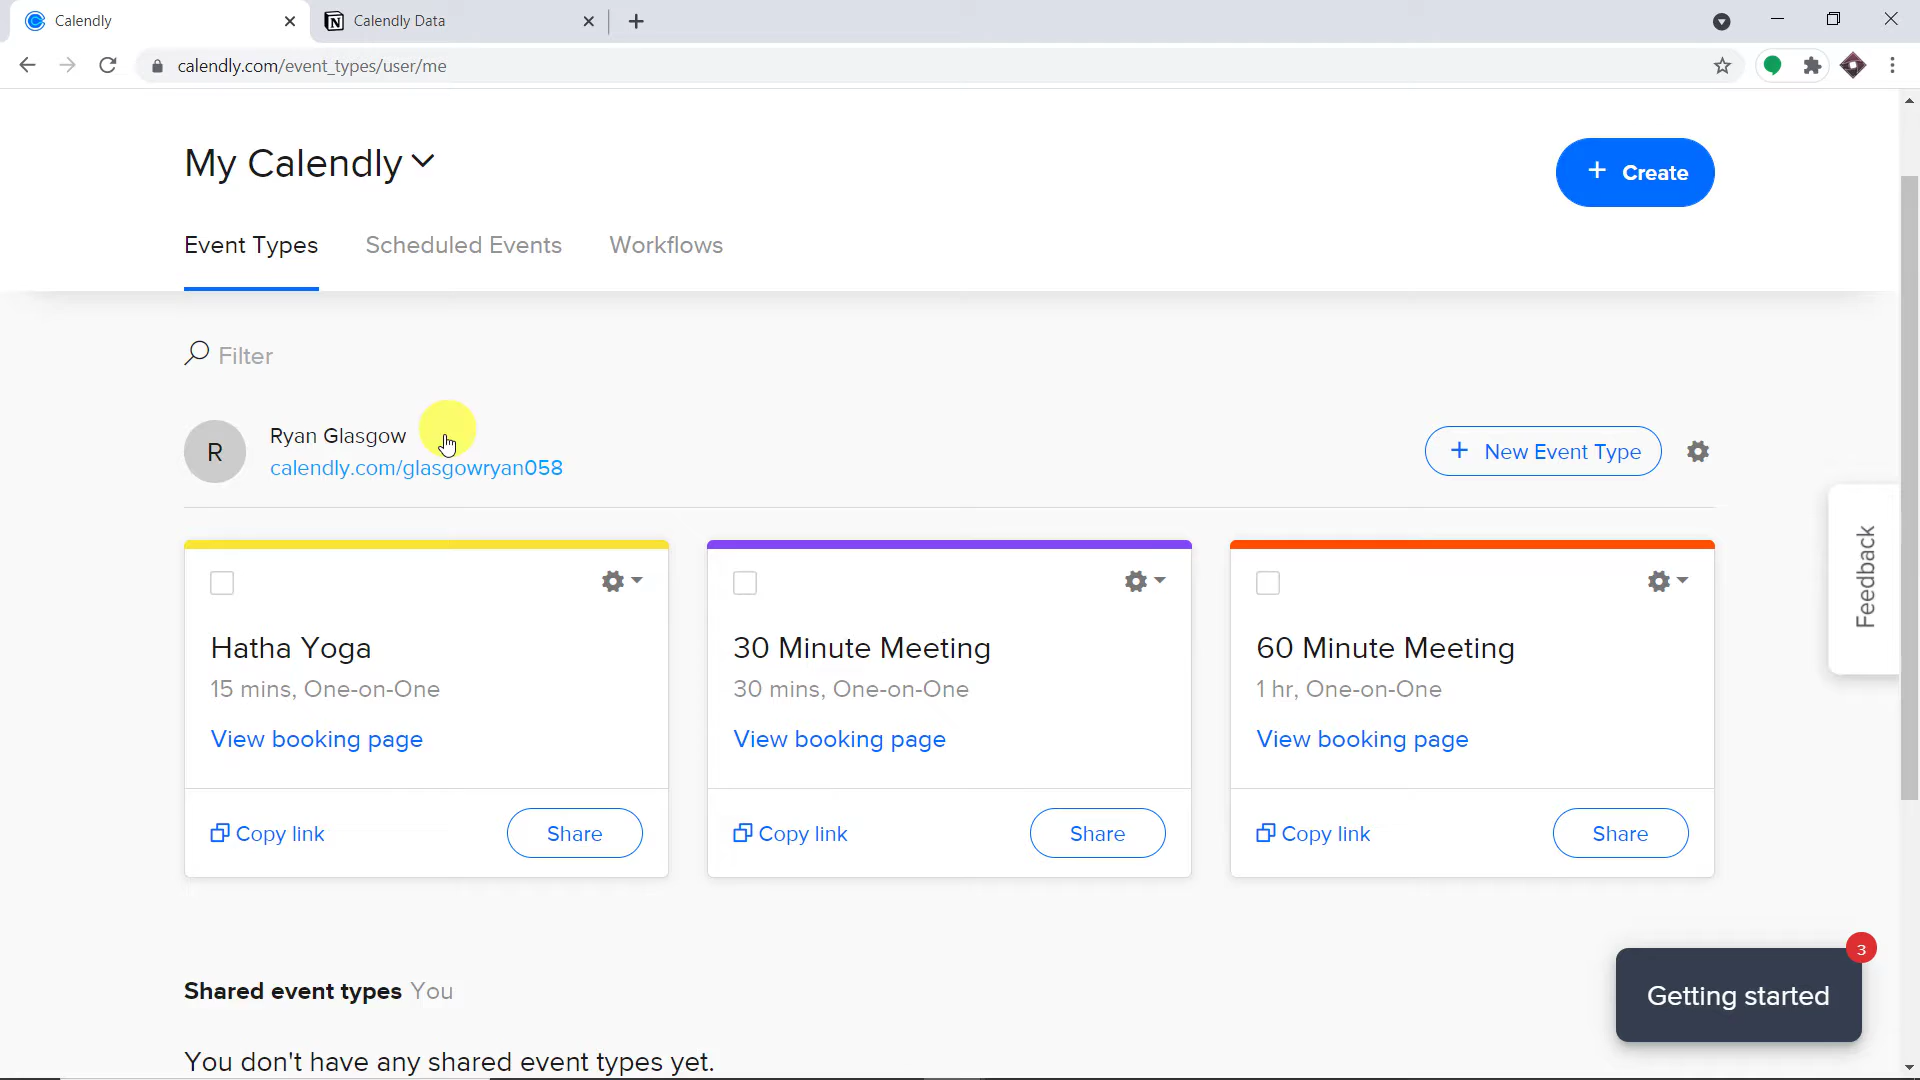 Calendly
Calendly Data
calendly.com/event_types/user/me
My Calendly
+ Create
Event Types
Scheduled Events
Workflows
Filter
R
Ryan Glasgow
calendly.com/glasgowryan058
+ New Event Type
Feedback
Hatha Yoga
15 mins, One-on-One
View booking page
Copy link
Share
30 Minute Meeting
30 mins, One-on-One
View booking page
Copy link
Share
60 Minute Meeting
1 hr, One-on-One
View booking page
Copy link
Share
Shared event types You
You don't have any shared event types yet.
3
Getting started